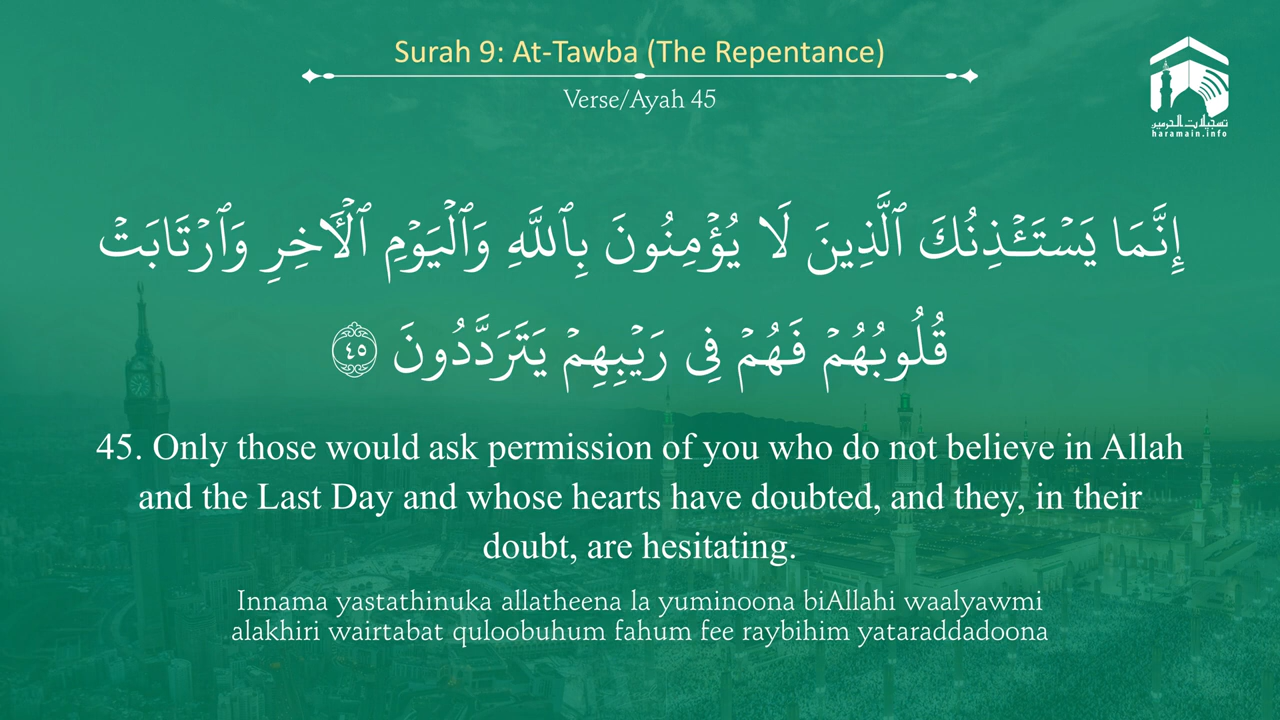 Surah 9: At-Tawba (The Repentance)
Verse/Ayah 45
تسجيلات الحرمين
haramain.info
إِنَّمَا يَسْتَـْٔذِنُكَ ٱلَّذِينَ لَا يُؤْمِنُونَ بِٱللَّهِ وَٱلْيَوْمِ ٱلْـَٔاخِرِ وَٱرْتَابَتْ
قُلُوبُهُمْ فَهُمْ فِى رَيْبِهِمْ يَتَرَدَّدُونَ ٤٥
45. Only those would ask permission of you who do not believe in Allah
and the Last Day and whose hearts have doubted, and they, in their
doubt, are hesitating.
Innama yastathinuka allatheena la yuminoona biAllahi waalyawmi
alakhiri wairtabat quloobuhum fahum fee raybihim yataraddadoona